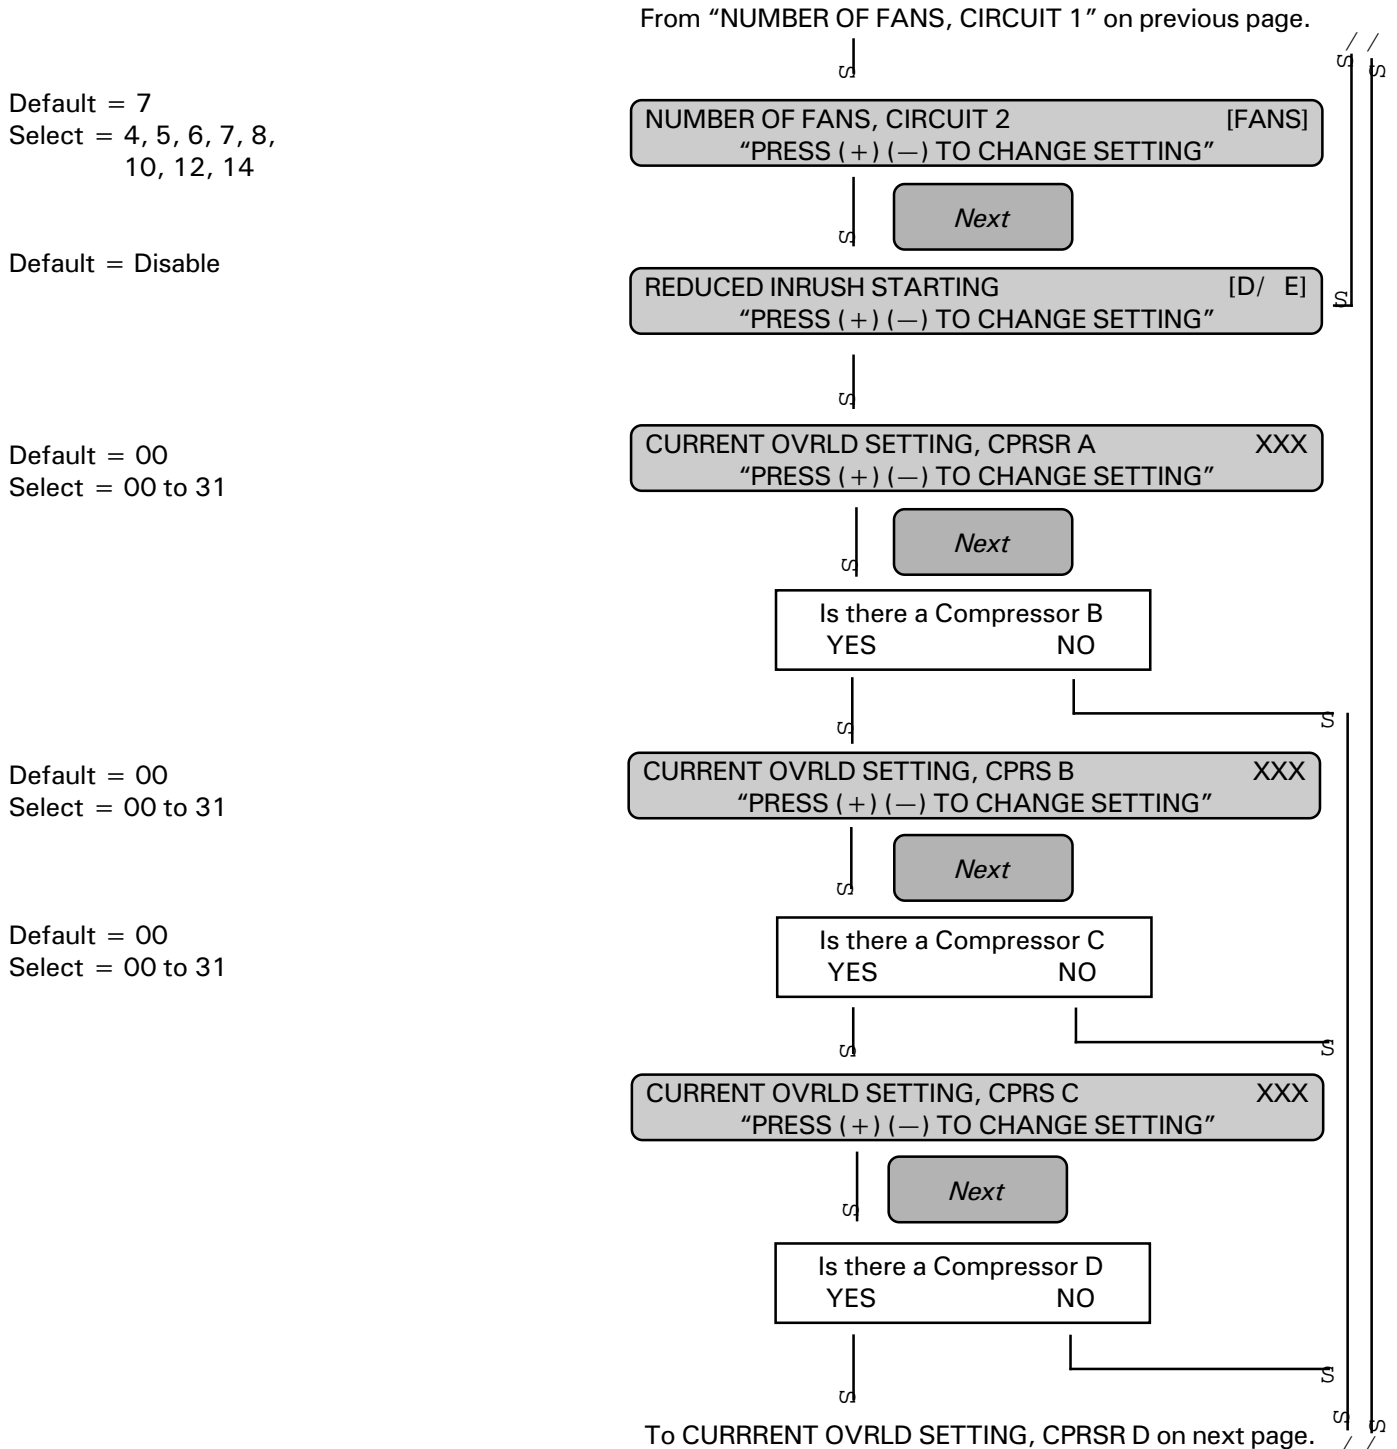 From “NUMBER OF FANS, CIRCUIT 1” on previous page.
Default = 7
Select = 4, 5, 6, 7, 8,
10, 12, 14
NUMBER OF FANS, CIRCUIT 2 [FANS]
“PRESS (+) (—) TO CHANGE SETTING”
Next
Default = Disable
REDUCED INRUSH STARTING [D/ E]
“PRESS (+) (—) TO CHANGE SETTING”
Default = 00
Select = 00 to 31
CURRENT OVRLD SETTING, CPRSR A XXX
“PRESS (+) (—) TO CHANGE SETTING”
Next
Is there a Compressor B
YES NO
Default = 00
Select = 00 to 31
CURRENT OVRLD SETTING, CPRS B XXX
“PRESS (+) (—) TO CHANGE SETTING”
Next
Default = 00
Select = 00 to 31
Is there a Compressor C
YES NO
CURRENT OVRLD SETTING, CPRS C XXX
“PRESS (+) (—) TO CHANGE SETTING”
Next
Is there a Compressor D
YES NO
To CURRRENT OVRLD SETTING, CPRSR D on next page.